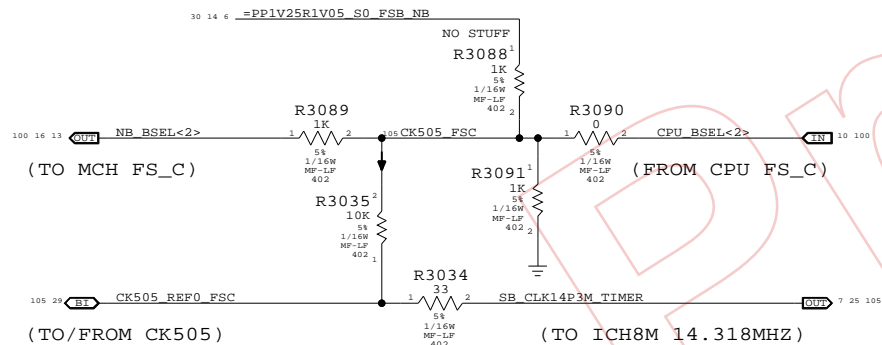 30 14 6 =PP1V25R1V05_S0_FSB_NB
NO STUFF
R3088 1
1K
5%
1/16W
MF-LF
402 2
R3089
1K
R3090
0
100 16 13 OUT NB_BSEL<2> 1 2 105 CK505_FSC 1 2 CPU_BSEL<2> IN 10 100
5%
1/16W
MF-LF
402
5%
1/16W
MF-LF
402
(TO MCH FS_C)
(FROM CPU FS_C)
R3091 1
1K
5%
1/16W
MF-LF
402 2
R3035 2
10K
5%
1/16W
MF-LF
402 1
R3034
33
105 29 BI CK505_REF0_FSC 1 2 SB_CLK14P3M_TIMER OUT 7 25 105
5%
1/16W
MF-LF
402
(TO/FROM CK505)
(TO ICH8M 14.318MHZ)